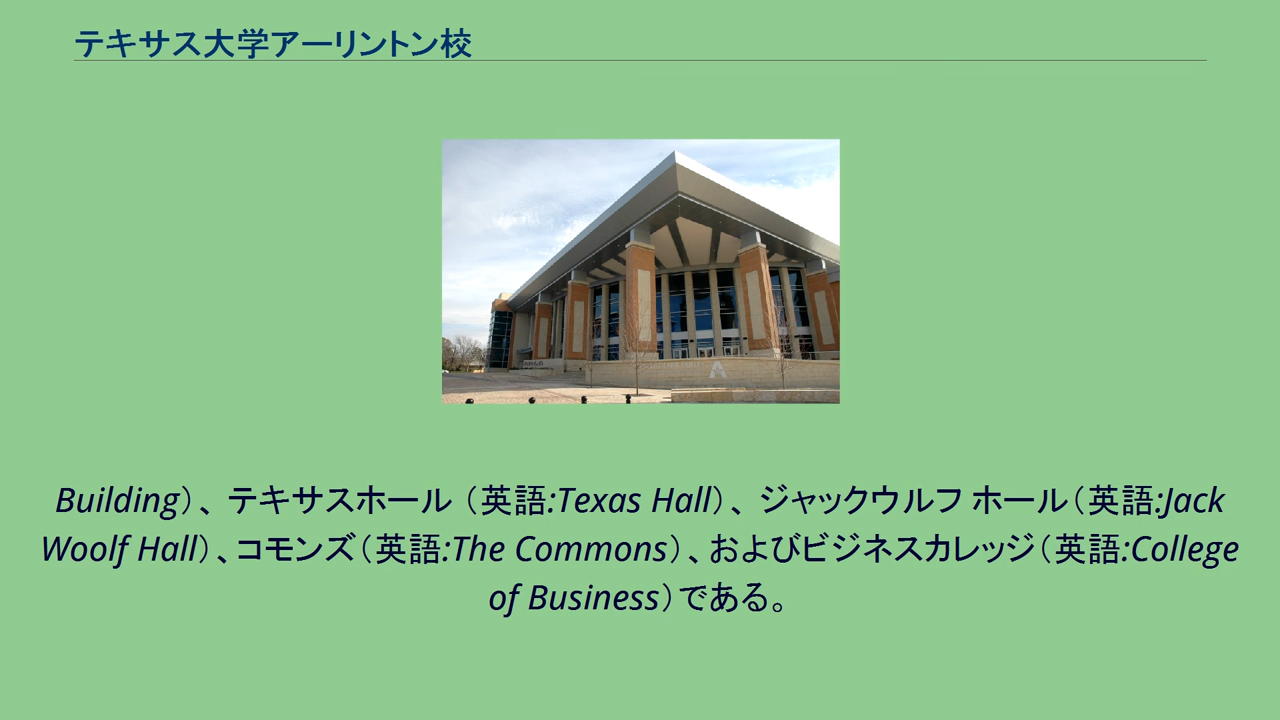 テキサス大学アーリントン校
Building）、 テキサスホール （英語:Texas Hall）、 ジャックウルフ ホール（英語:Jack
Woolf Hall）、コモンズ（英語:The Commons）、およびビジネスカレッジ（英語:College
of Business）である。